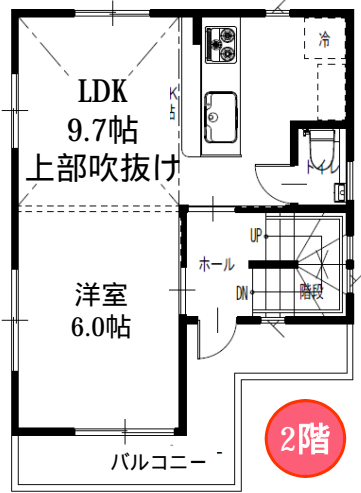 冷
LDK
9.7帖
上部吹抜け
K
帖
トイレ
UP
ホール
DN
階段
洋室
6.0帖
2階
バルコニー